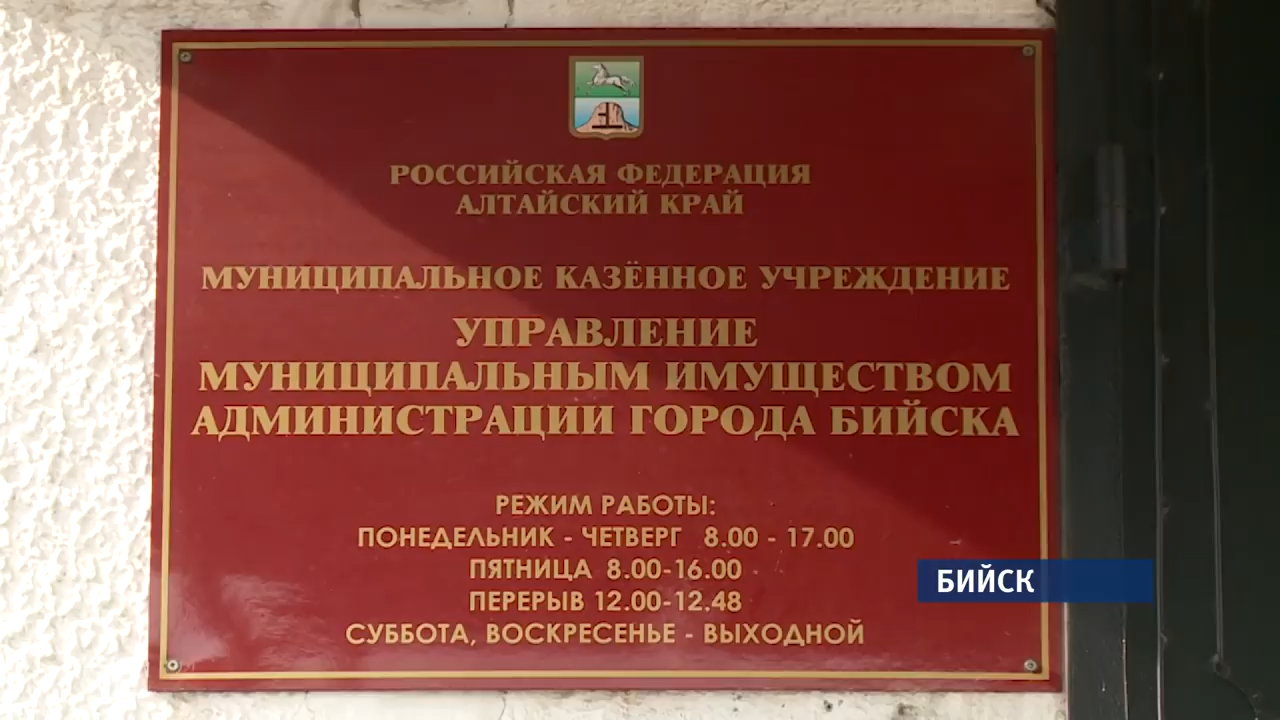 РОССИЙСКАЯ ФЕДЕРАЦИЯ
АЛТАЙСКИЙ КРАЙ
МУНИЦИПАЛЬНОЕ КАЗЁННОЕ УЧРЕЖДЕНИЕ
УПРАВЛЕНИЕ
МУНИЦИПАЛЬНЫМ ИМУЩЕСТВОМ
АДМИНИСТРАЦИИ ГОРОДА БИЙСКА
РЕЖИМ РАБОТЫ:
ПОНЕДЕЛЬНИК - ЧЕТВЕРГ 8.00 - 17.00
ПЯТНИЦА 8.00-16.00
ПЕРЕРЫВ 12.00-12.48
СУББОТА, ВОСКРЕСЕНЬЕ - ВЫХОДНОЙ
БИЙСК